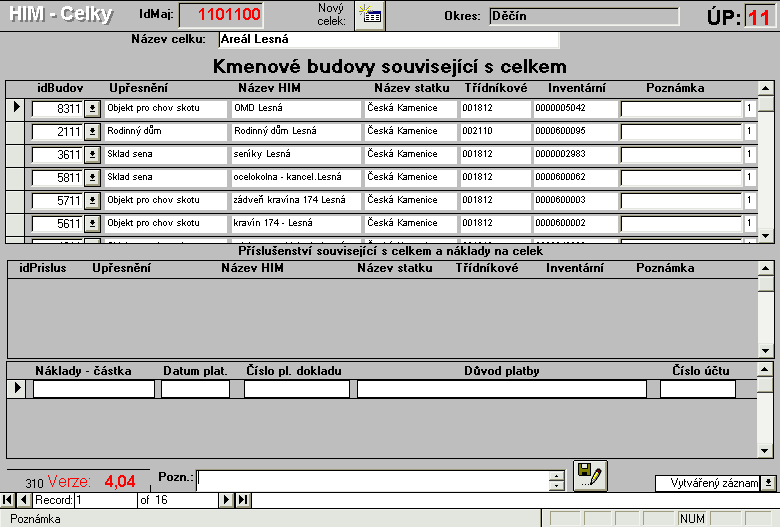 HIM - Celky IdMaj: 1101100 Nový celek: Okres: Děčín ÚP: 11
Název celku: Areál Lesná
Kmenové budovy související s celkem
idBudov Upřesnění Název HIM Název statku Třídníkové Inventární Poznámka
8311 Objekt pro chov skotu OMD Lesná Česká Kamenice 001812 0000005042 1
2111 Rodinný dům Rodinný dům Lesná Česká Kamenice 002110 0000600095 1
3611 Sklad sena seníky Lesná Česká Kamenice 001812 0000002983 1
5811 Sklad sena ocelokolna - kancel.Lesná Česká Kamenice 001812 0000600062 1
5711 Objekt pro chov skotu zádveň kravína 174 Lesná Česká Kamenice 001812 0000600003 1
5611 Objekt pro chov skotu kravín 174 - Lesná Česká Kamenice 001812 0000600002 1
Příslušenství související s celkem a náklady na celek
idPrislus Upřesnění Název HIM Název statku Třídníkové Inventární Poznámka
Náklady - částka Datum plat. Číslo pl. dokladu Důvod platby Číslo účtu
310 Verze: 4,04 Pozn.: Vytvářený záznam
Record: 1 of 16
Poznámka NUM